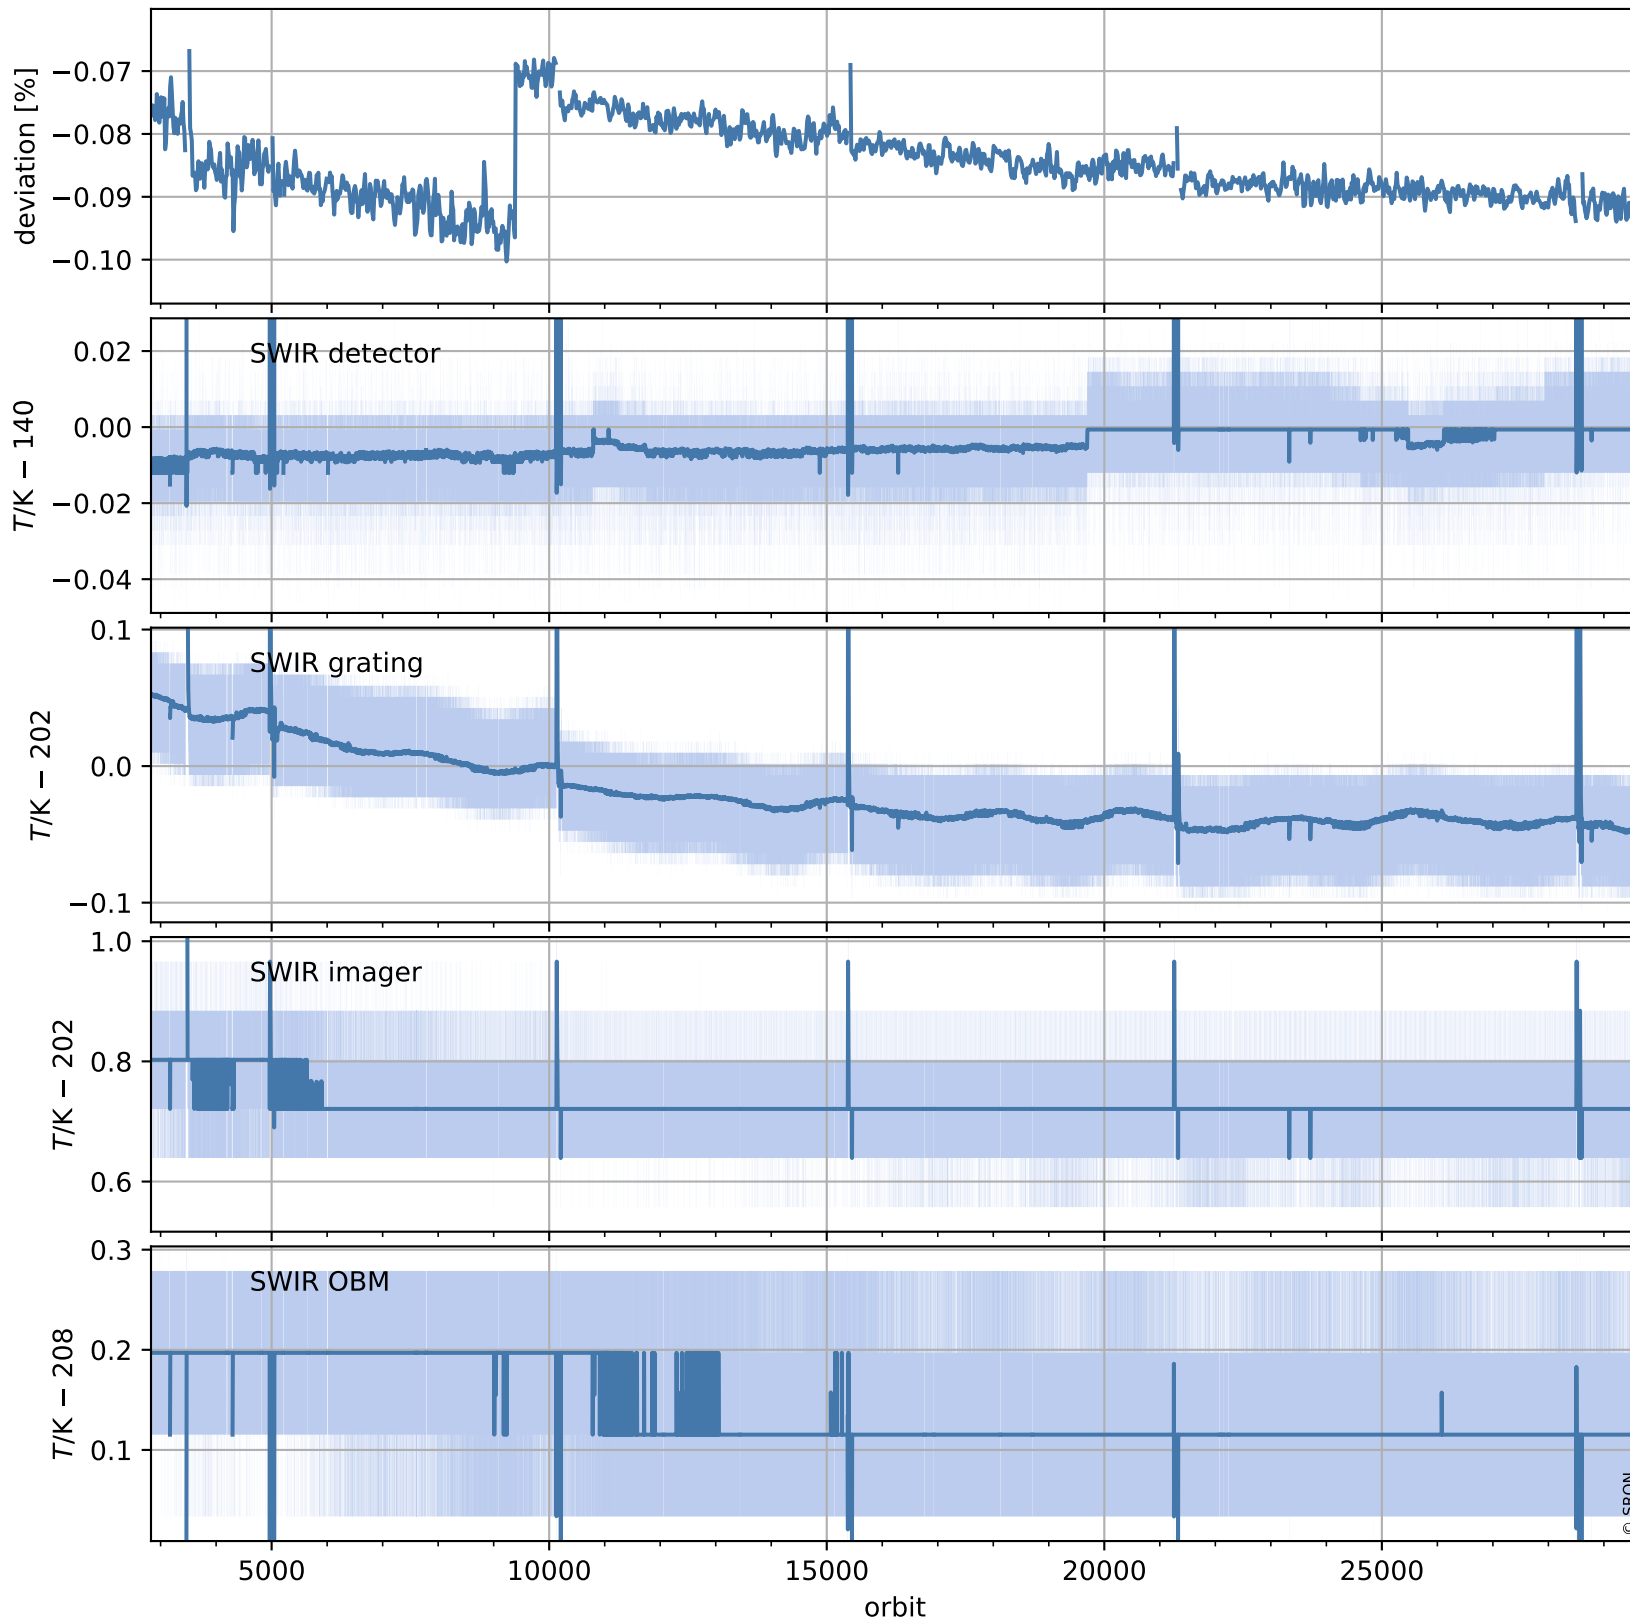 deviation [%]
−0.07
−0.08
−0.09
−0.10
SWIR detector
T/K − 140
0.02
0.00
−0.02
−0.04
SWIR grating
T/K − 202
0.1
0.0
−0.1
SWIR imager
T/K − 202
1.0
0.8
0.6
SWIR OBM
T/K − 208
0.3
0.2
0.1
© SRON
5000 10000 15000 20000 25000
orbit